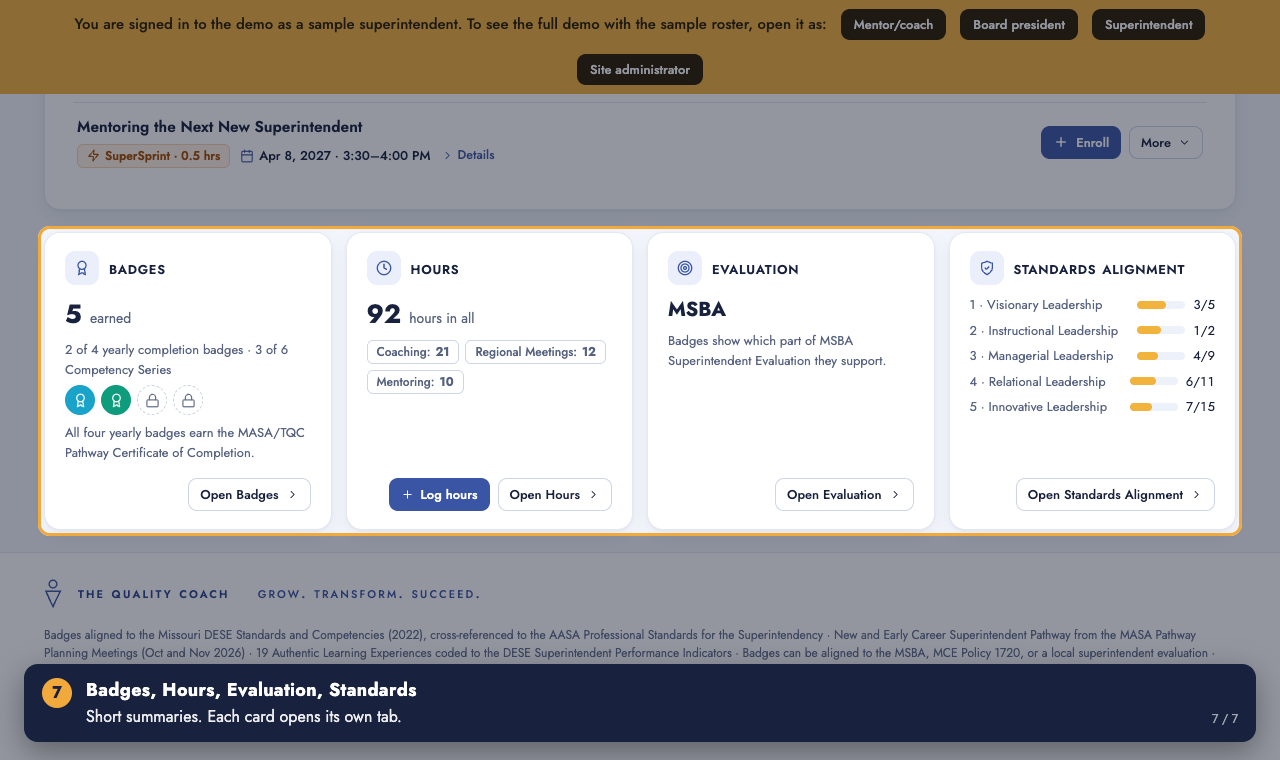 You are signed in to the demo as a sample superintendent. To see the full demo with the sample roster, open it as: Mentor/coach Board president Superintendent
Site administrator
Mentoring the Next New Superintendent
SuperSprint · 0.5 hrs Apr 8, 2027 · 3:30–4:00 PM Details
Enroll More
BADGES
5 earned
2 of 4 yearly completion badges · 3 of 6
Competency Series
All four yearly badges earn the MASA/TQC
Pathway Certificate of Completion.
Open Badges
HOURS
92 hours in all
Coaching: 21 Regional Meetings: 12
Mentoring: 10
Log hours Open Hours
EVALUATION
MSBA
Badges show which part of MSBA
Superintendent Evaluation they support.
Open Evaluation
STANDARDS ALIGNMENT
1 · Visionary Leadership 3/5
2 · Instructional Leadership 1/2
3 · Managerial Leadership 4/9
4 · Relational Leadership 6/11
5 · Innovative Leadership 7/15
Open Standards Alignment
THE QUALITY COACH GROW. TRANSFORM. SUCCEED.
Badges aligned to the Missouri DESE Standards and Competencies (2022), cross-referenced to the AASA Professional Standards for the Superintendency · New and Early Career Superintendent Pathway from the MASA Pathway
Planning Meetings (Oct and Nov 2026) · 19 Authentic Learning Experiences coded to the DESE Superintendent Performance Indicators · Badges can be aligned to the MSBA, MCE Policy 1720, or a local superintendent evaluation ·
7 Badges, Hours, Evaluation, Standards
Short summaries. Each card opens its own tab.
7 / 7